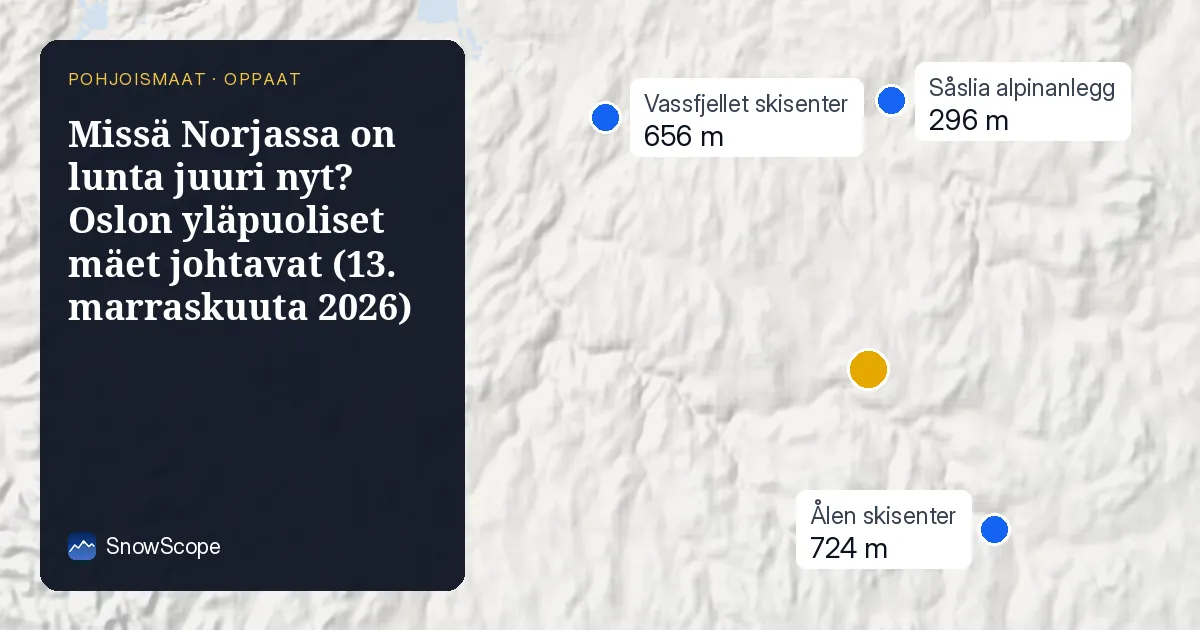 POHJOISMAAT · OPPAAT
Missä Norjassa on
lunta juuri nyt?
Oslon yläpuoliset
mäet johtavat (13.
marraskuuta 2026)
SnowScope
Vassfjellet skisenter
656 m
Såslia alpinanlegg
296 m
Ålen skisenter
724 m